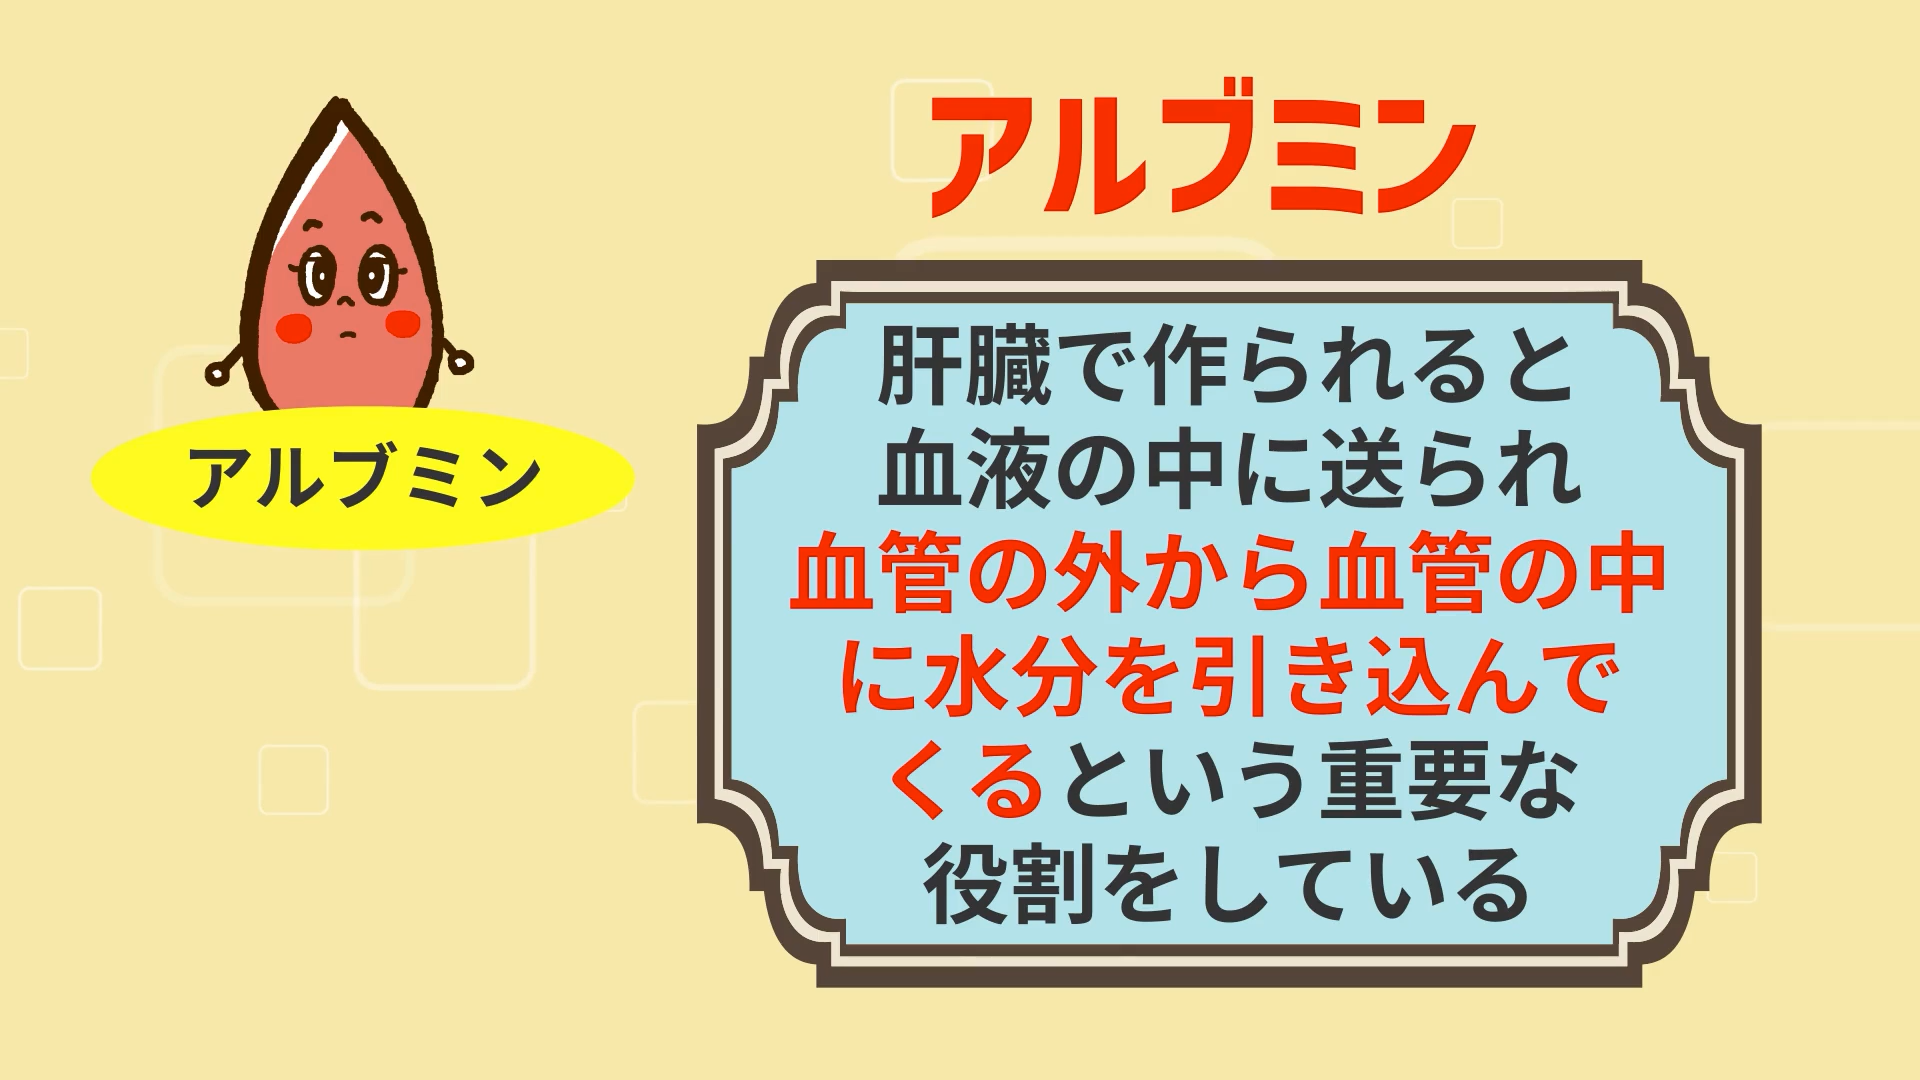 アルブミン
アルブミン
肝臓で作られると
血液の中に送られ
血管の外から血管の中
に水分を引き込んで
くるという重要な
役割をしている